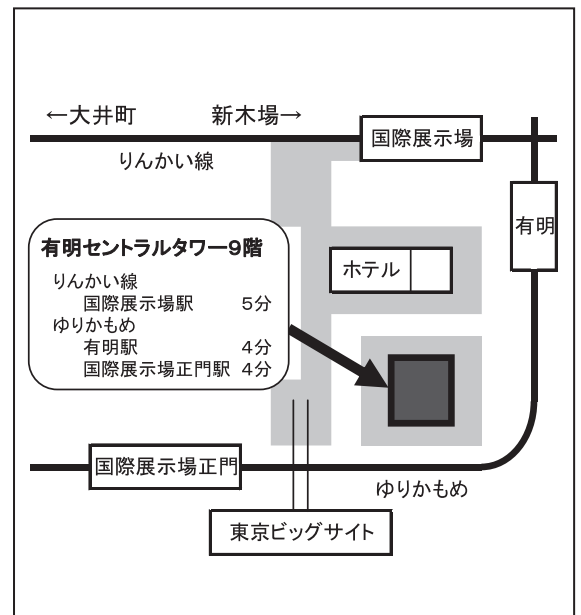 ←大井町　新木場→
国際展示場
りんかい線
有明
有明セントラルタワー9階
りんかい線
国際展示場駅　5分
ゆりかもめ
有明駅　4分
国際展示場正門駅 4分
ホテル
国際展示場正門
ゆりかもめ
東京ビッグサイト